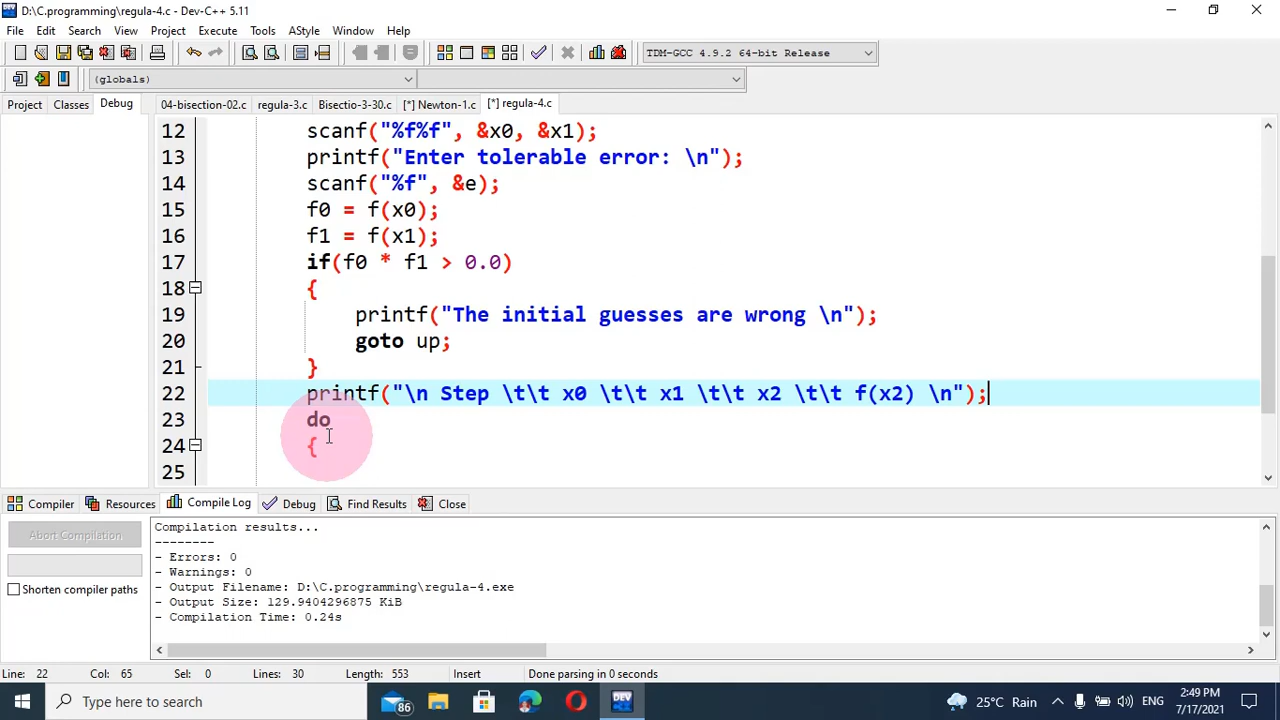 D:\C.programming\regula-4.c - Dev-C++ 5.11
File Edit Search View Project Execute Tools AStyle Window Help
TDM-GCC 4.9.2 64-bit Release
(globals)
Project Classes Debug 04-bisection-02.c regula-3.c Bisectio-3-30.c [*] Newton-1.c [*] regula-4.c
12 scanf("%f%f", &x0, &x1);
13 printf("Enter tolerable error: \n");
14 scanf("%f", &e);
15 f0 = f(x0);
16 f1 = f(x1);
17 if(f0 * f1 > 0.0)
18 {
19 printf("The initial guesses are wrong \n");
20 goto up;
21 }
22 printf("\n Step \t\t x0 \t\t x1 \t\t x2 \t\t f(x2) \n");
23 do
24 {
25
Compiler Resources Compile Log Debug Find Results Close
Abort Compilation
Shorten compiler paths
Compilation results...
--------
- Errors: 0
- Warnings: 0
- Output Filename: D:\C.programming\regula-4.exe
- Output Size: 129.9404296875 KiB
- Compilation Time: 0.24s
Line: 22 Col: 65 Sel: 0 Lines: 30 Length: 553 Insert Done parsing in 0 seconds
Type here to search
86
DEV
25°C Rain
ENG
2:49 PM
7/17/2021